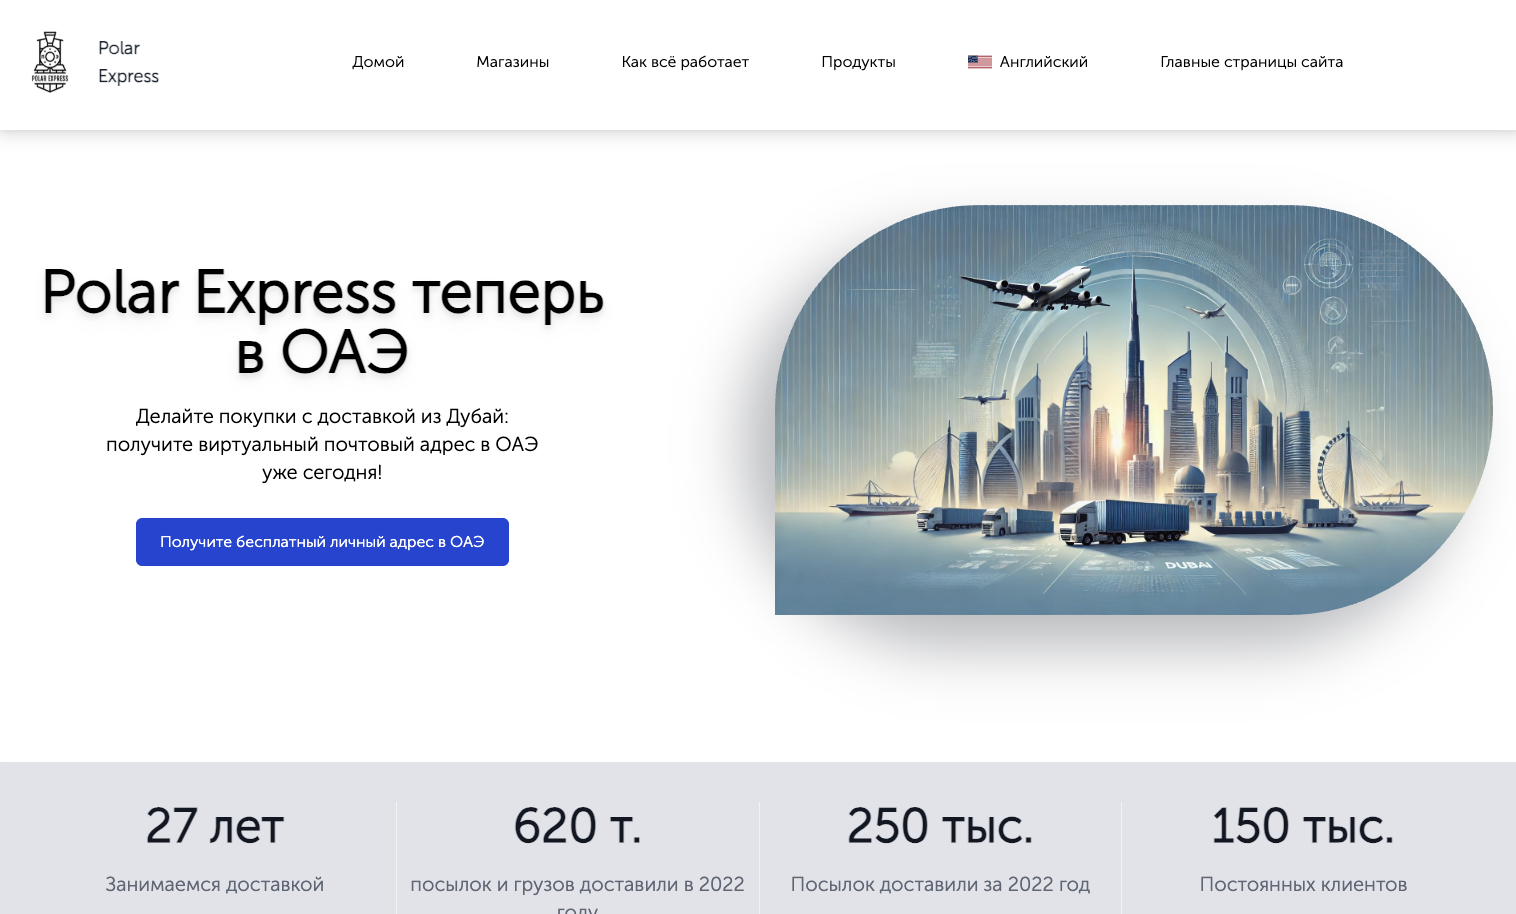 POLAR EXPRESS
Polar
Express
Домой
Магазины
Как всё работает
Продукты
Английский
Главные страницы сайта
Polar Express теперь
в ОАЭ
Делайте покупки с доставкой из Дубай:
получите виртуальный почтовый адрес в ОАЭ
уже сегодня!
Получите бесплатный личный адрес в ОАЭ
DUBAI
27 лет
Занимаемся доставкой
620 т.
посылок и грузов доставили в 2022
году
250 тыс.
Посылок доставили за 2022 год
150 тыс.
Постоянных клиентов